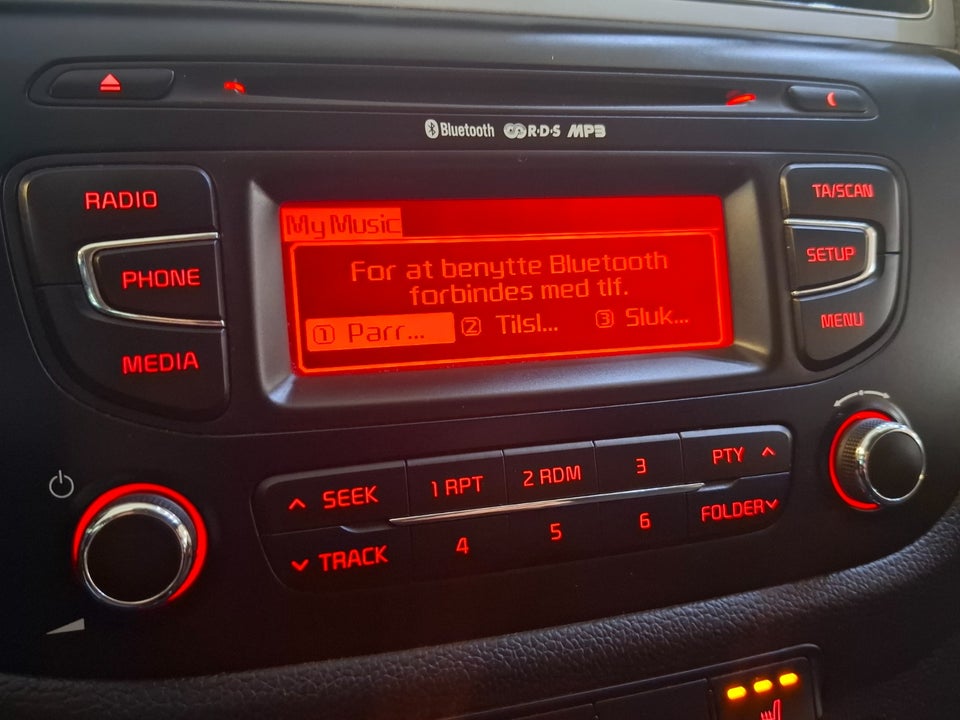 Bluetooth R·D·S MP3
RADIO
PHONE
MEDIA
My Music
For at benytte Bluetooth
forbindes med tlf.
1 Parr... 2 Tilsl... 3 Sluk...
TA/SCAN
SETUP
MENU
SEEK
TRACK
1 RPT
2 RDM
3
4
5
6
PTY
FOLDER